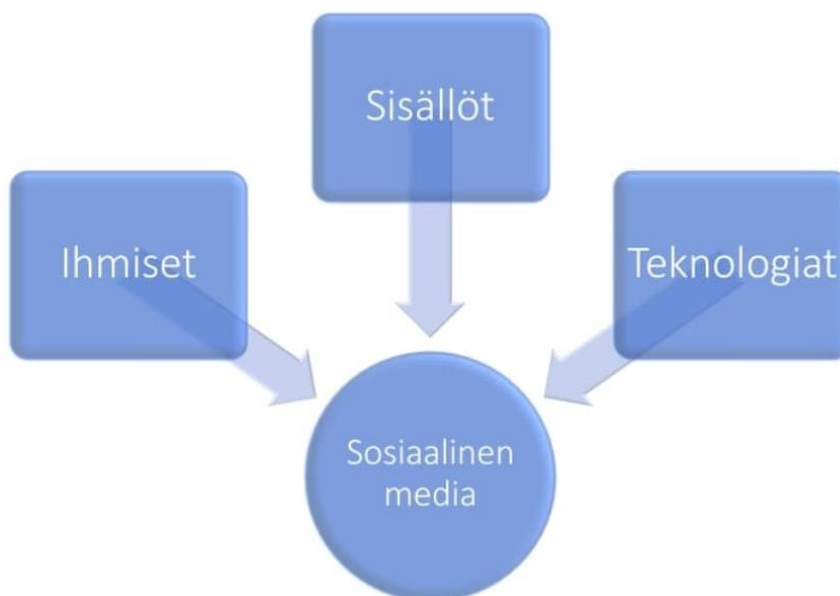 Sisällöt
Ihmiset
Teknologiat
Sosiaalinen
media